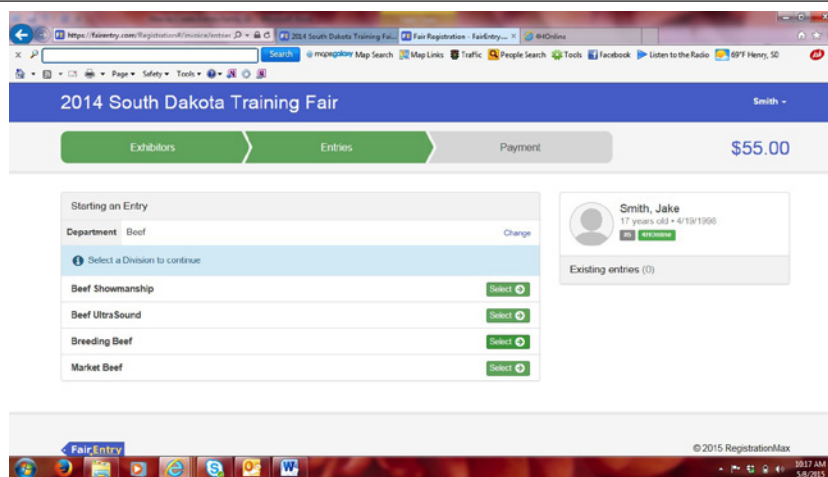 https://fairentry.com/Registration#/invoice/entries
2014 South Dakota Training Fai...
Fair Registration - FairEntry...
4HOnline
Search
mapsgalaxy Map Search
Map Links
Traffic
People Search
Tools
Facebook
Listen to the Radio
69°F Henry, SD
Page
Safety
Tools
2014 South Dakota Training Fair
Smith
Exhibitors
Entries
Payment
$55.00
Starting an Entry
Department Beef
Change
Select a Division to continue
Beef Showmanship
Select
Beef UltraSound
Select
Breeding Beef
Select
Market Beef
Select
Smith, Jake
17 years old • 4/19/1998
4HOnline
Existing entries (0)
FairEntry
© 2015 RegistrationMax
10:17 AM
5/8/2015